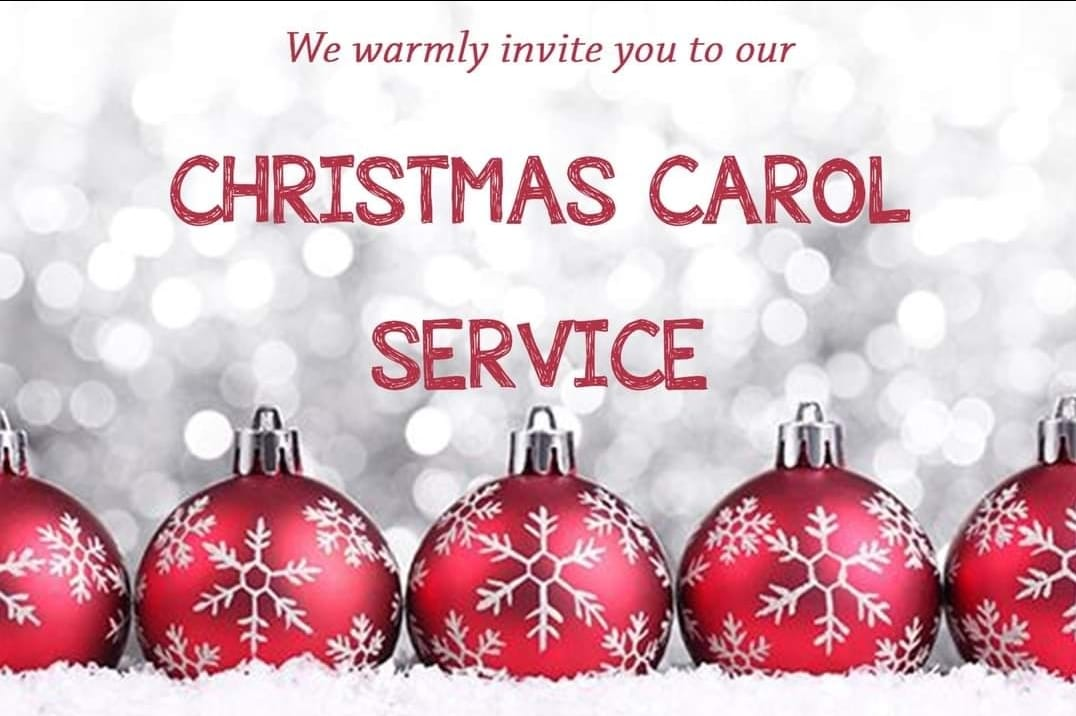 We warmly invite you to our
CHRISTMAS CAROL
SERVICE